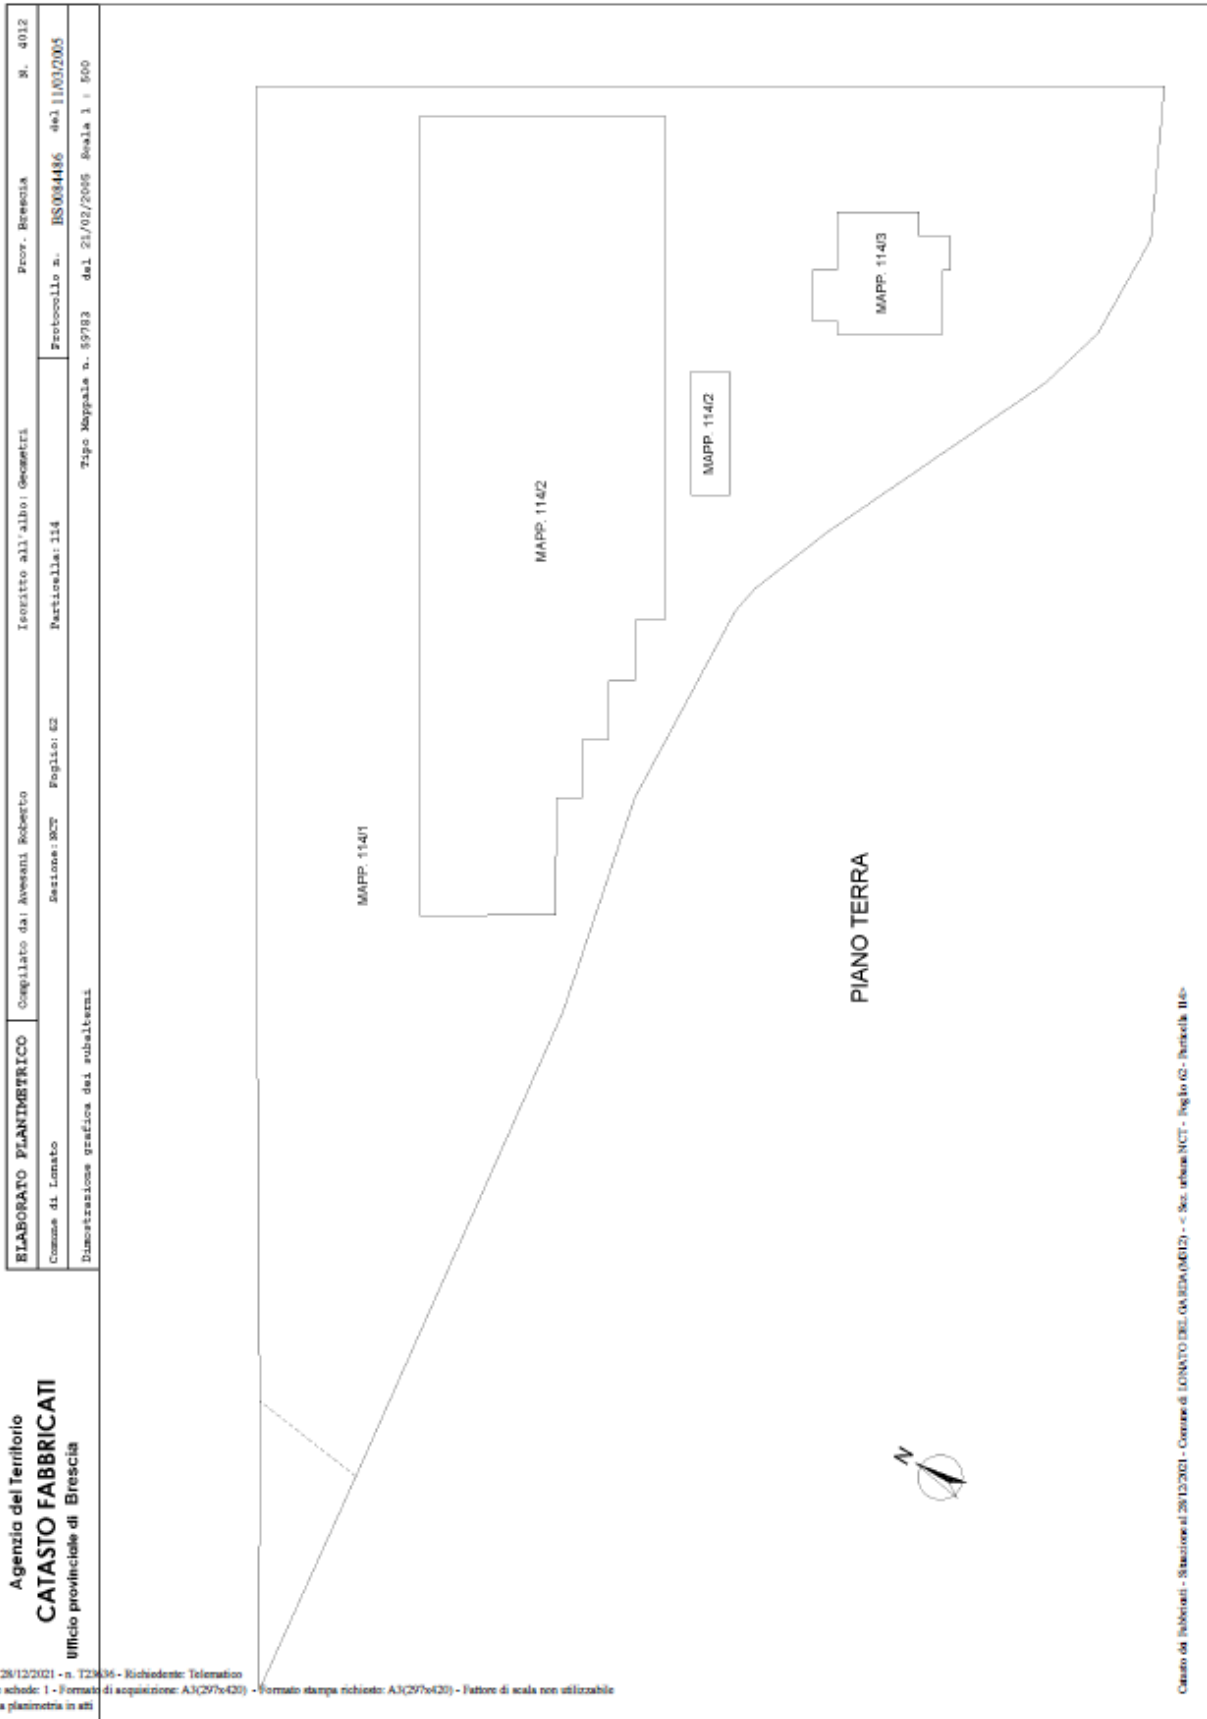 Agenzia del Territorio
CATASTO FABBRICATI
Ufficio provinciale di Brescia
ELABORATO PLANIMETRICO
Compilato da: Avesani Roberto
Iscritto all'albo: Geometri
Prov. Brescia
N. 4012
Comune di Lonato
Sezione: NCT Foglio: 62 Particella: 114
Protocollo n. BS0084486 del 11/03/2005
Dimostrazione grafica dei subalterni
Tipo Mappale n. 59783 del 21/02/2005 Scala 1 : 500
MAPP. 114/1
MAPP. 114/2
MAPP. 114/2
MAPP. 114/3
PIANO TERRA
N
Catasto dei Fabbricati - Situazione al 28/12/2021 - Comune di LONATO DEL GARDA (M312) - < Sez. urbana NCT - Foglio 62 - Particella 114>
28/12/2021 - n. - Richiedente: Telematico
schede: 1 - Formato di acquisizione: A3(297x420) - Formato stampa richiesto: A3(297x420) - Fattore di scala non utilizzabile
a planimetria in atti